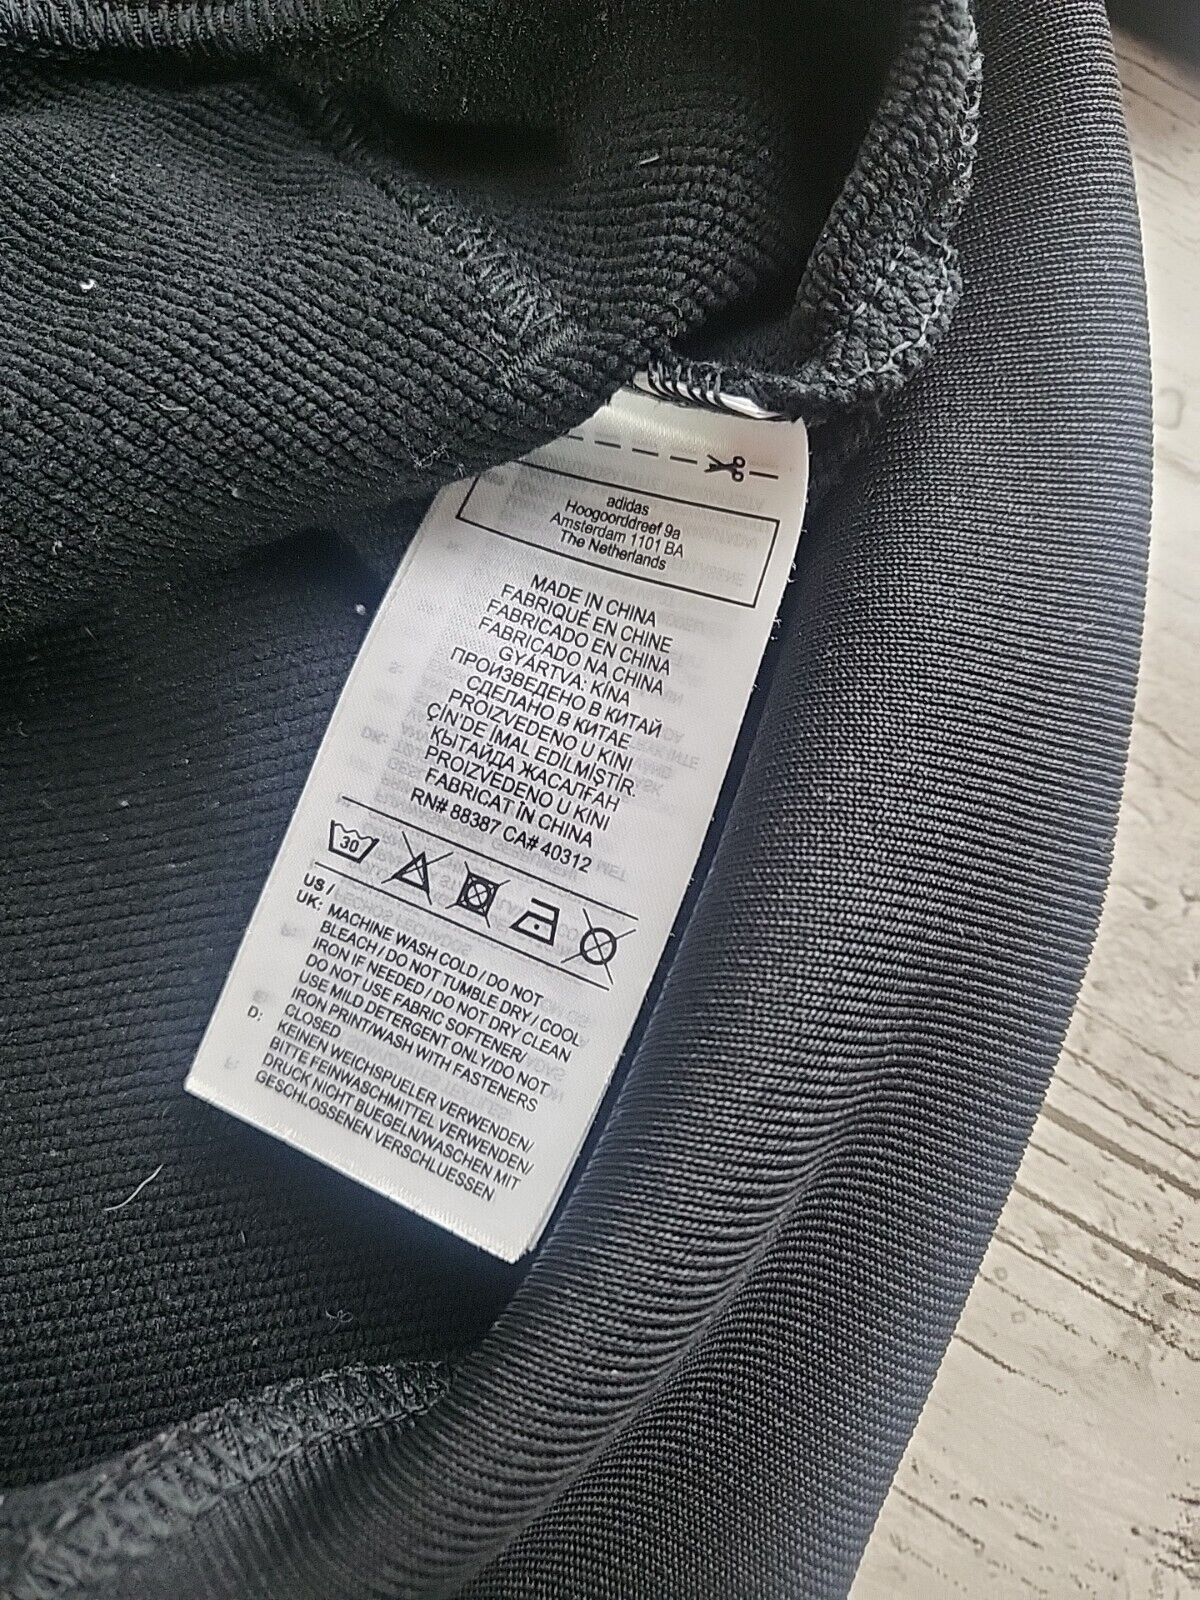 adidas
Hoogoorddreef 9a
Amsterdam 1101 BA
The Netherlands
MADE IN CHINA
FABRIQUÉ EN CHINE
FABRICADO EN CHINA
FABRICADO NA CHINA
GYÁRTVA: KÍNA
ПРОИЗВЕДЕНО В КИТАЙ
СДЕЛАНО В КИТАЕ
PROIZVEDENO U KINI
ÇİN'DE İMAL EDİLMİŞTİR
ҚЫТАЙДА ЖАСАЛҒАН
PROIZVEDENO U KINI
FABRICAT ÎN CHINA
RN# 88387 CA# 40312
30
US /
UK: MACHINE WASH COLD / DO NOT
BLEACH / DO NOT TUMBLE DRY / COOL
IRON IF NEEDED / DO NOT DRY CLEAN
DO NOT USE FABRIC SOFTENER/
USE MILD DETERGENT ONLY/DO NOT
IRON PRINT/WASH WITH FASTENERS
CLOSED
D: KEINEN WEICHSPUELER VERWENDEN/
BITTE FEINWASCHMITTEL VERWENDEN/
DRUCK NICHT BUEGELN/WASCHEN MIT
GESCHLOSSENEN VERSCHLUESSEN